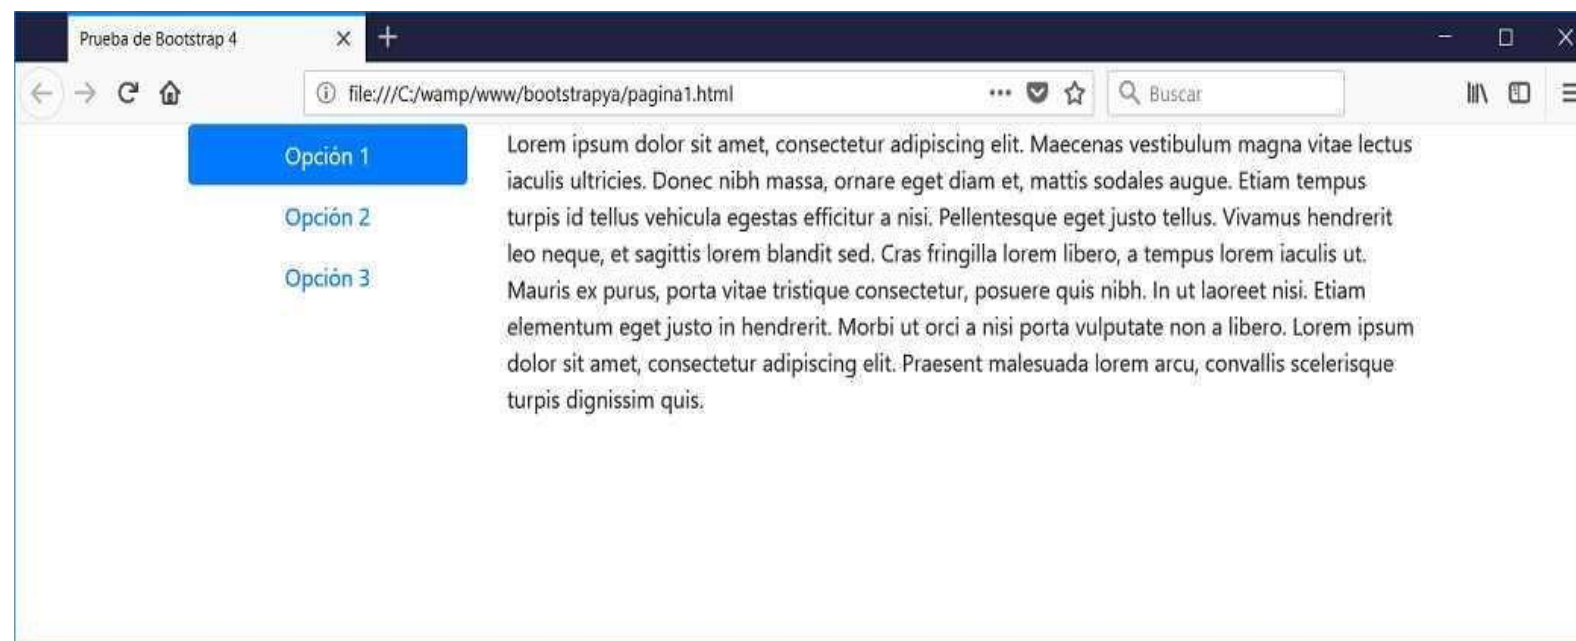 Prueba de Bootstrap 4
file:///C:/wamp/www/bootstrapya/pagina1.html
Buscar
Opción 1
Opción 2
Opción 3
Lorem ipsum dolor sit amet, consectetur adipiscing elit. Maecenas vestibulum magna vitae lectus
iaculis ultricies. Donec nibh massa, ornare eget diam et, mattis sodales augue. Etiam tempus
turpis id tellus vehicula egestas efficitur a nisi. Pellentesque eget justo tellus. Vivamus hendrerit
leo neque, et sagittis lorem blandit sed. Cras fringilla lorem libero, a tempus lorem iaculis ut.
Mauris ex purus, porta vitae tristique consectetur, posuere quis nibh. In ut laoreet nisi. Etiam
elementum eget justo in hendrerit. Morbi ut orci a nisi porta vulputate non a libero. Lorem ipsum
dolor sit amet, consectetur adipiscing elit. Praesent malesuada lorem arcu, convallis scelerisque
turpis dignissim quis.